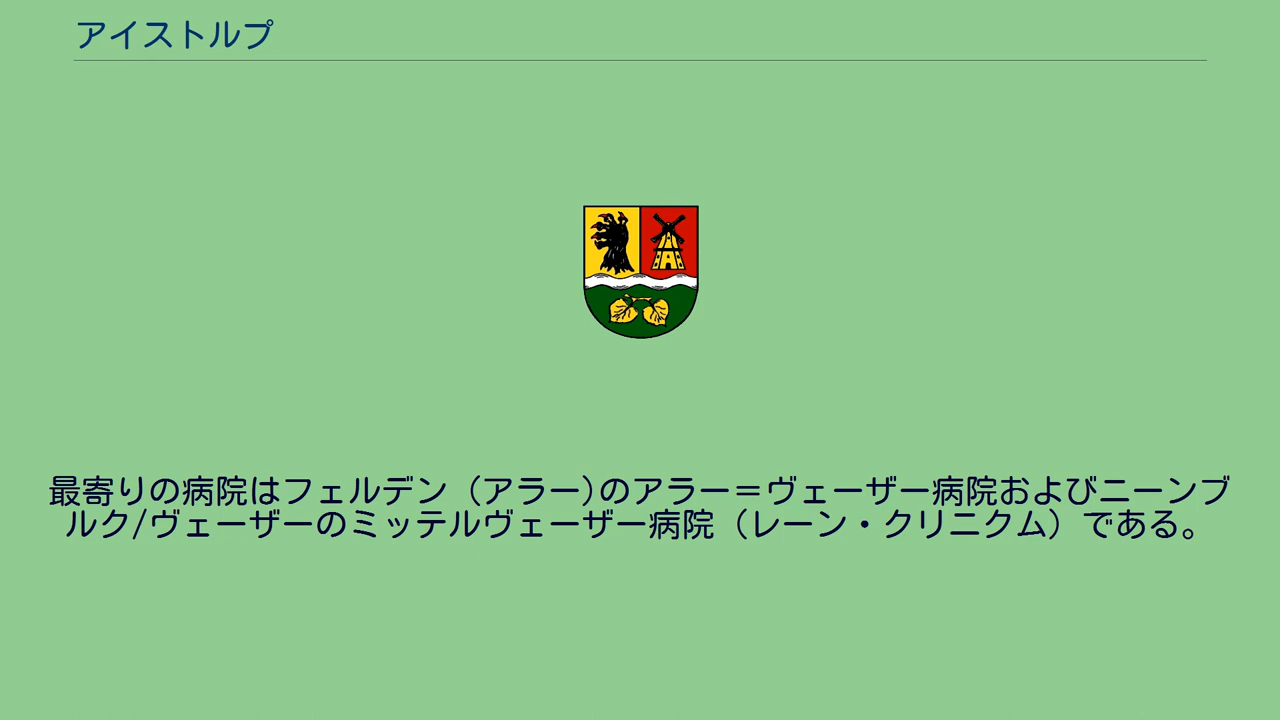 アイストルプ
最寄りの病院はフェルデン（アラー)のアラー＝ヴェーザー病院およびニーンブ
ルク/ヴェーザーのミッテルヴェーザー病院（レーン・クリニクム）である。